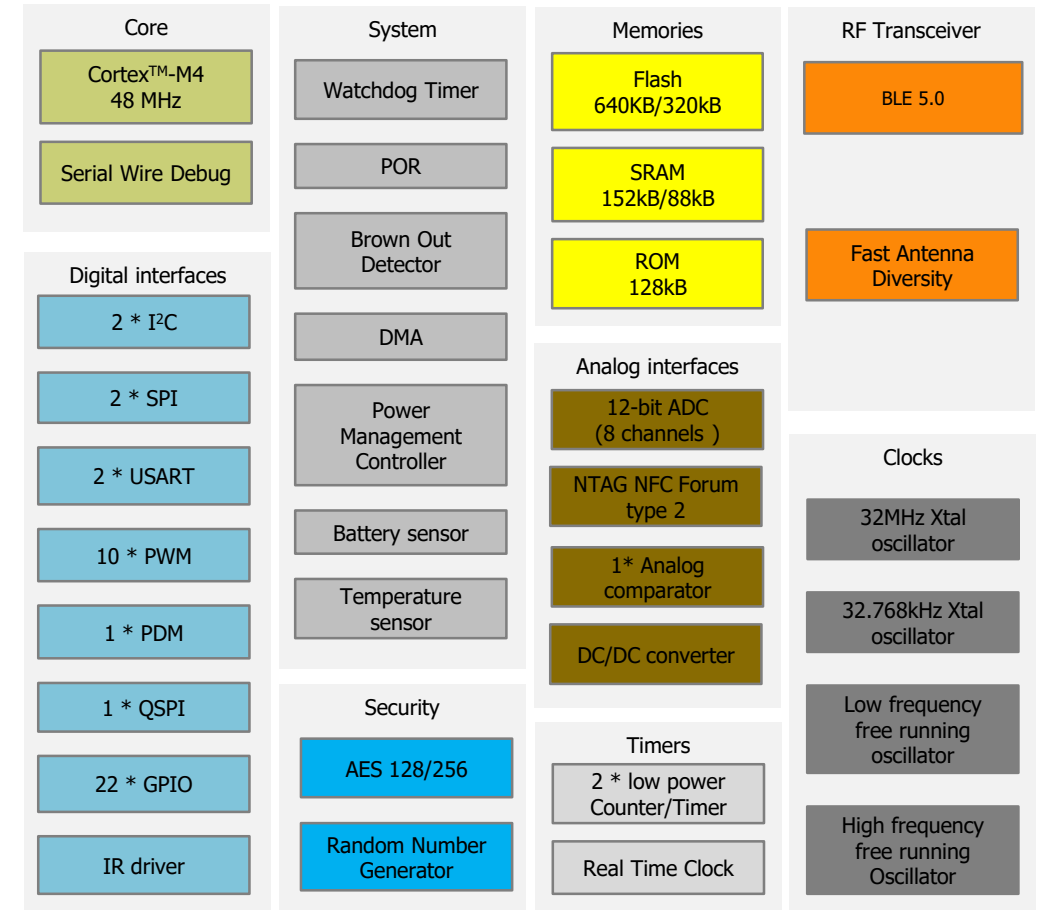 Core
Cortex™-M4
48 MHz
Serial Wire Debug
Digital interfaces
2 * I²C
2 * SPI
2 * USART
10 * PWM
1 * PDM
1 * QSPI
22 * GPIO
IR driver
System
Watchdog Timer
POR
Brown Out
Detector
DMA
Power
Management
Controller
Battery sensor
Temperature
sensor
Security
AES 128/256
Random Number
Generator
Memories
Flash
640KB/320kB
SRAM
152kB/88kB
ROM
128kB
Analog interfaces
12-bit ADC
(8 channels )
NTAG NFC Forum
type 2
1* Analog
comparator
DC/DC converter
Timers
2 * low power
Counter/Timer
Real Time Clock
RF Transceiver
BLE 5.0
Fast Antenna
Diversity
Clocks
32MHz Xtal
oscillator
32.768kHz Xtal
oscillator
Low frequency
free running
oscillator
High frequency
free running
Oscillator